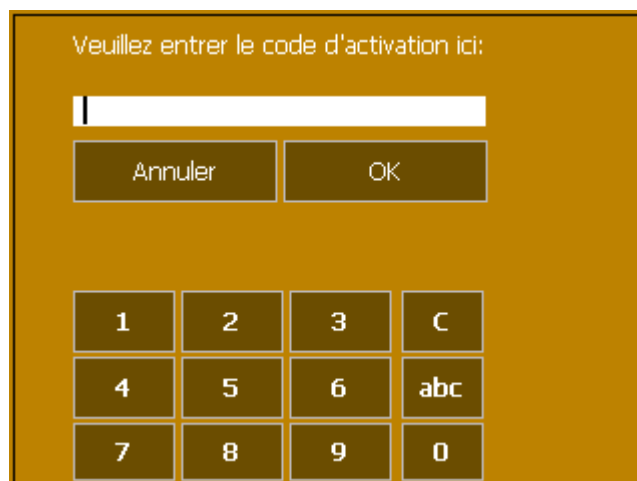 Veuillez entrer le code d'activation ici:
Annuler OK
1 2 3 C
4 5 6 abc
7 8 9 0